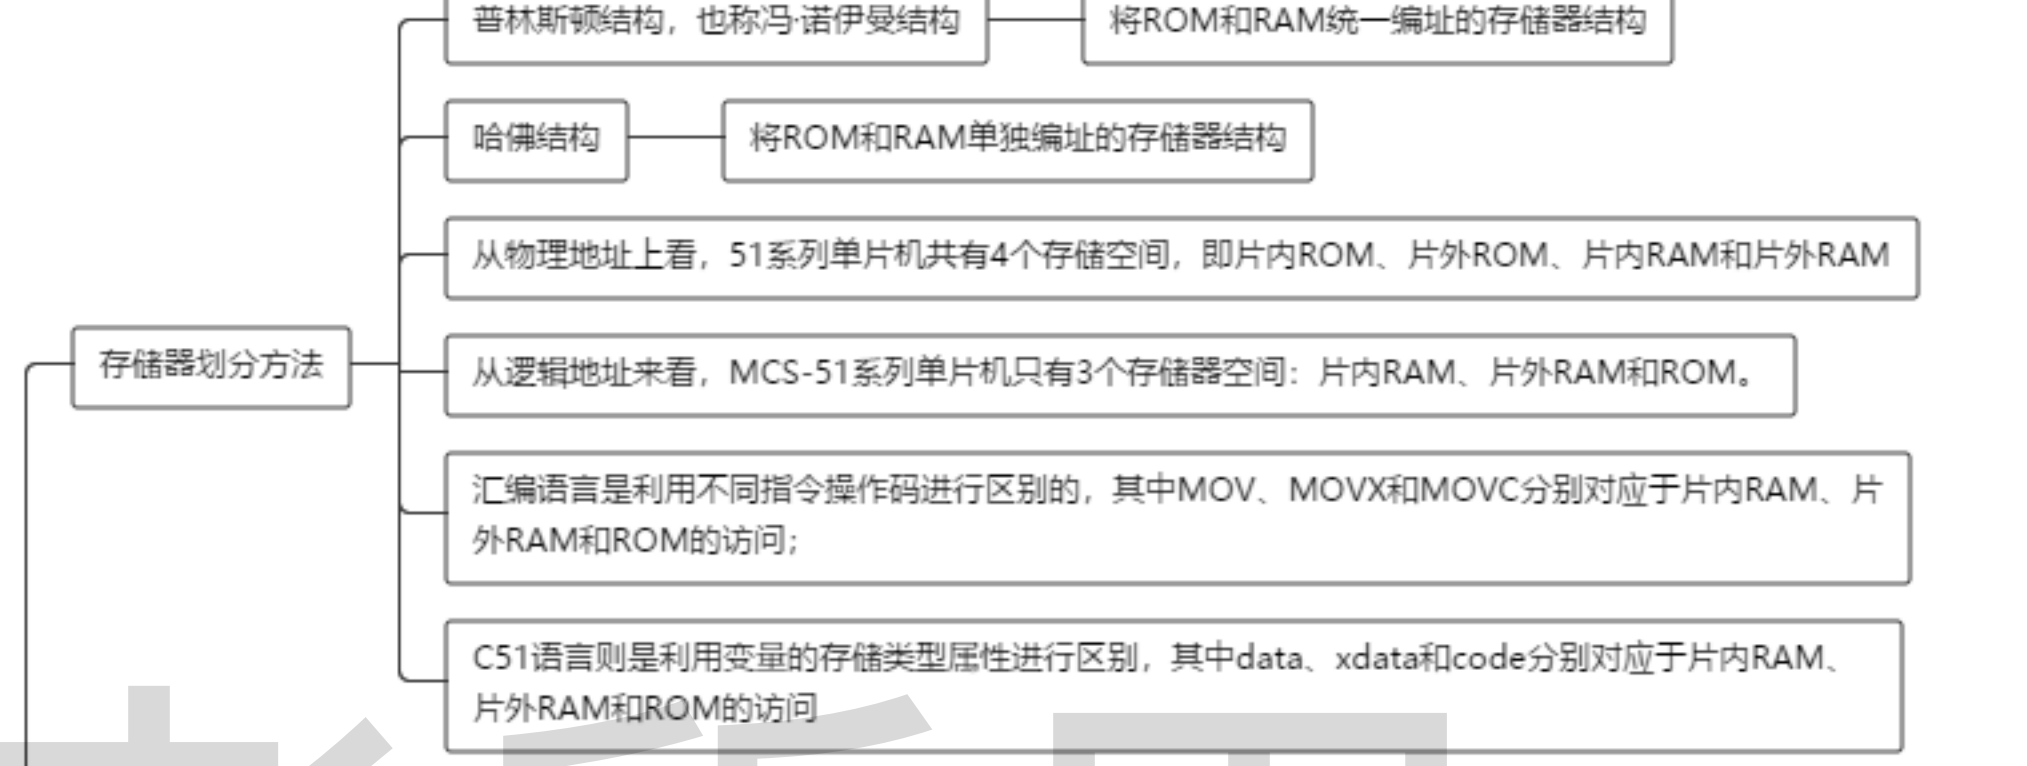 普林斯顿结构，也称冯·诺伊曼结构
将ROM和RAM统一编址的存储器结构
哈佛结构
将ROM和RAM单独编址的存储器结构
从物理地址上看，51系列单片机共有4个存储空间，即片内ROM、片外ROM、片内RAM和片外RAM
存储器划分方法
从逻辑地址来看，MCS-51系列单片机只有3个存储器空间：片内RAM、片外RAM和ROM。
汇编语言是利用不同指令操作码进行区别的，其中MOV、MOVX和MOVC分别对应于片内RAM、片
外RAM和ROM的访问；
C51语言则是利用变量的存储类型属性进行区别，其中data、xdata和code分别对应于片内RAM、
片外RAM和ROM的访问